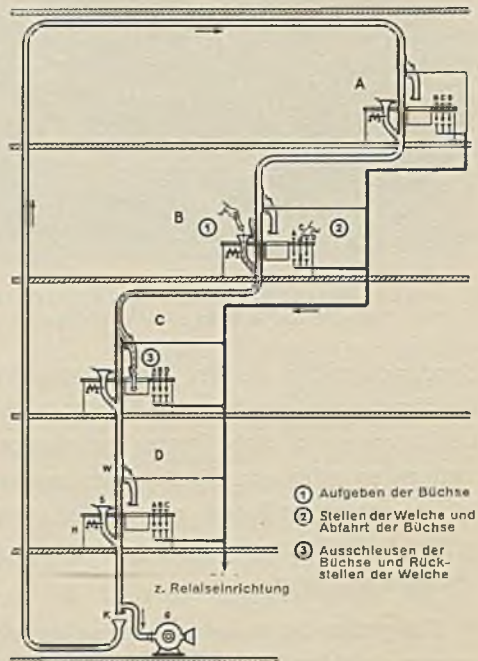 A
B C D
B
①
②
C
③
D
W
A B C
S
H
K
G
① Aufgeben der Büchse
② Stellen der Weiche und
Abfahrt der Büchse
③ Ausschleusen der
Büchse und Rück-
stellen der Weiche
z. Relaiseinrichtung